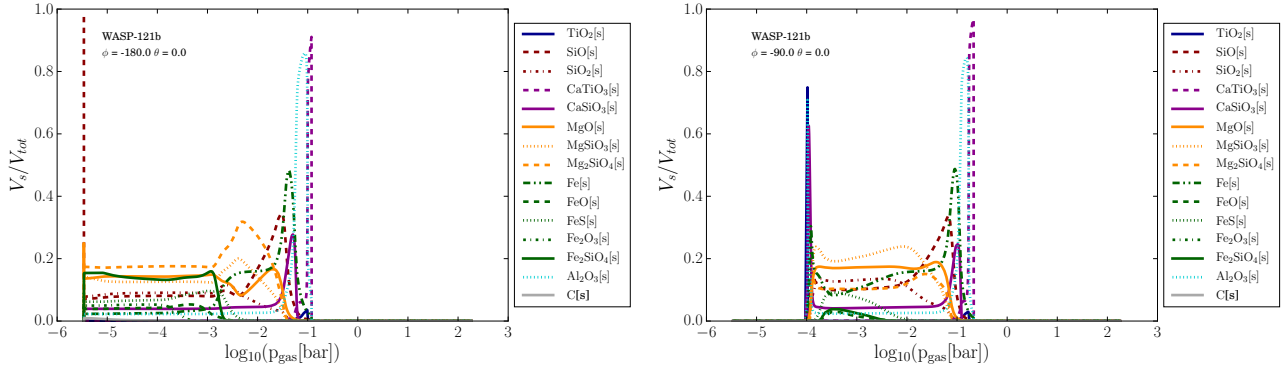 WASP-121b
ϕ = -180.0 θ = 0.0
V_s/V_tot
1.0
0.8
0.6
0.4
0.2
0.0
−6 −5 −4 −3 −2 −1 0 1 2 3
log₁₀(p_gas[bar])
TiO₂[s]
SiO[s]
SiO₂[s]
CaTiO₃[s]
CaSiO₃[s]
MgO[s]
MgSiO₃[s]
Mg₂SiO₄[s]
Fe[s]
FeO[s]
FeS[s]
Fe₂O₃[s]
Fe₂SiO₄[s]
Al₂O₃[s]
C[s]
WASP-121b
ϕ = -90.0 θ = 0.0
V_s/V_tot
1.0
0.8
0.6
0.4
0.2
0.0
−6 −5 −4 −3 −2 −1 0 1 2 3
log₁₀(p_gas[bar])
TiO₂[s]
SiO[s]
SiO₂[s]
CaTiO₃[s]
CaSiO₃[s]
MgO[s]
MgSiO₃[s]
Mg₂SiO₄[s]
Fe[s]
FeO[s]
FeS[s]
Fe₂O₃[s]
Fe₂SiO₄[s]
Al₂O₃[s]
C[s]